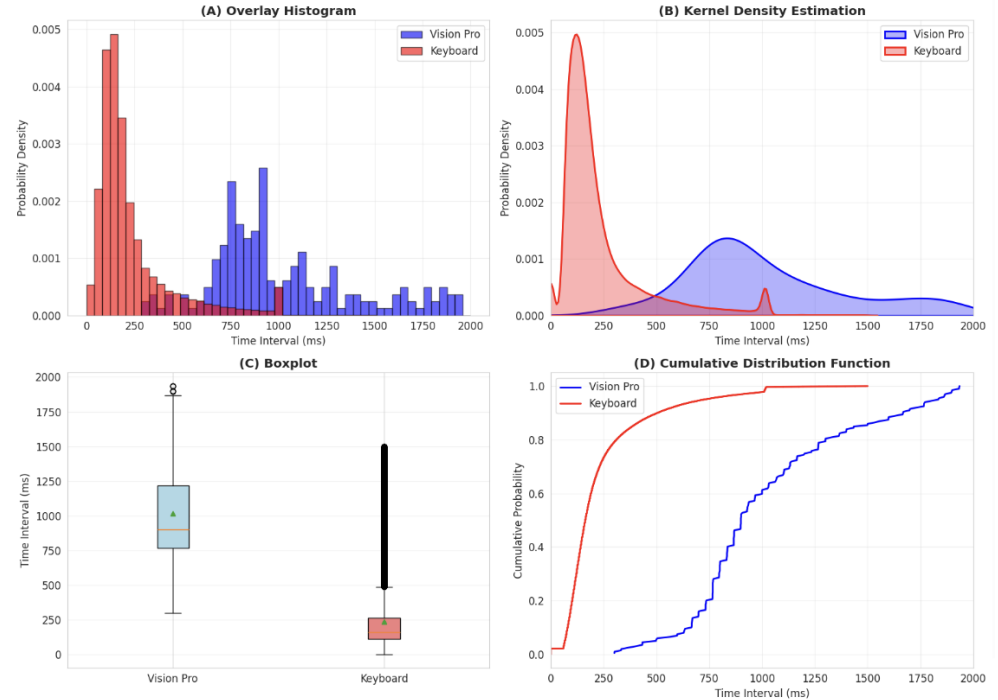 (A) Overlay Histogram
0.005
0.004
0.003
0.002
0.001
0.000
Probability Density
Vision Pro
Keyboard
0
250
500
750
1000
1250
1500
1750
2000
Time Interval (ms)
(B) Kernel Density Estimation
0.005
0.004
0.003
0.002
0.001
0.000
Probability Density
Vision Pro
Keyboard
0
250
500
750
1000
1250
1500
1750
2000
Time Interval (ms)
(C) Boxplot
2000
1750
1500
1250
1000
750
500
250
0
Time Interval (ms)
Vision Pro
Keyboard
(D) Cumulative Distribution Function
1.0
0.8
0.6
0.4
0.2
0.0
Cumulative Probability
Vision Pro
Keyboard
0
250
500
750
1000
1250
1500
1750
2000
Time Interval (ms)